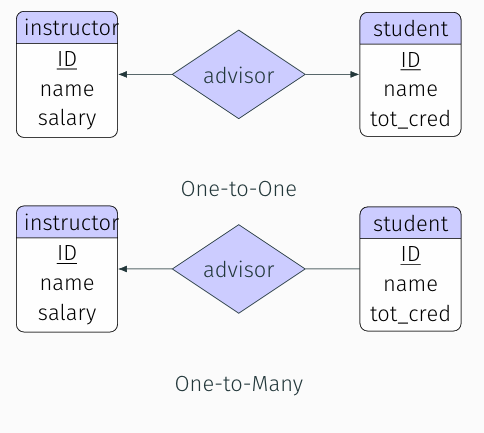 instructor
ID
name
salary
advisor
student
ID
name
tot_cred
One-to-One
instructor
ID
name
salary
advisor
student
ID
name
tot_cred
One-to-Many